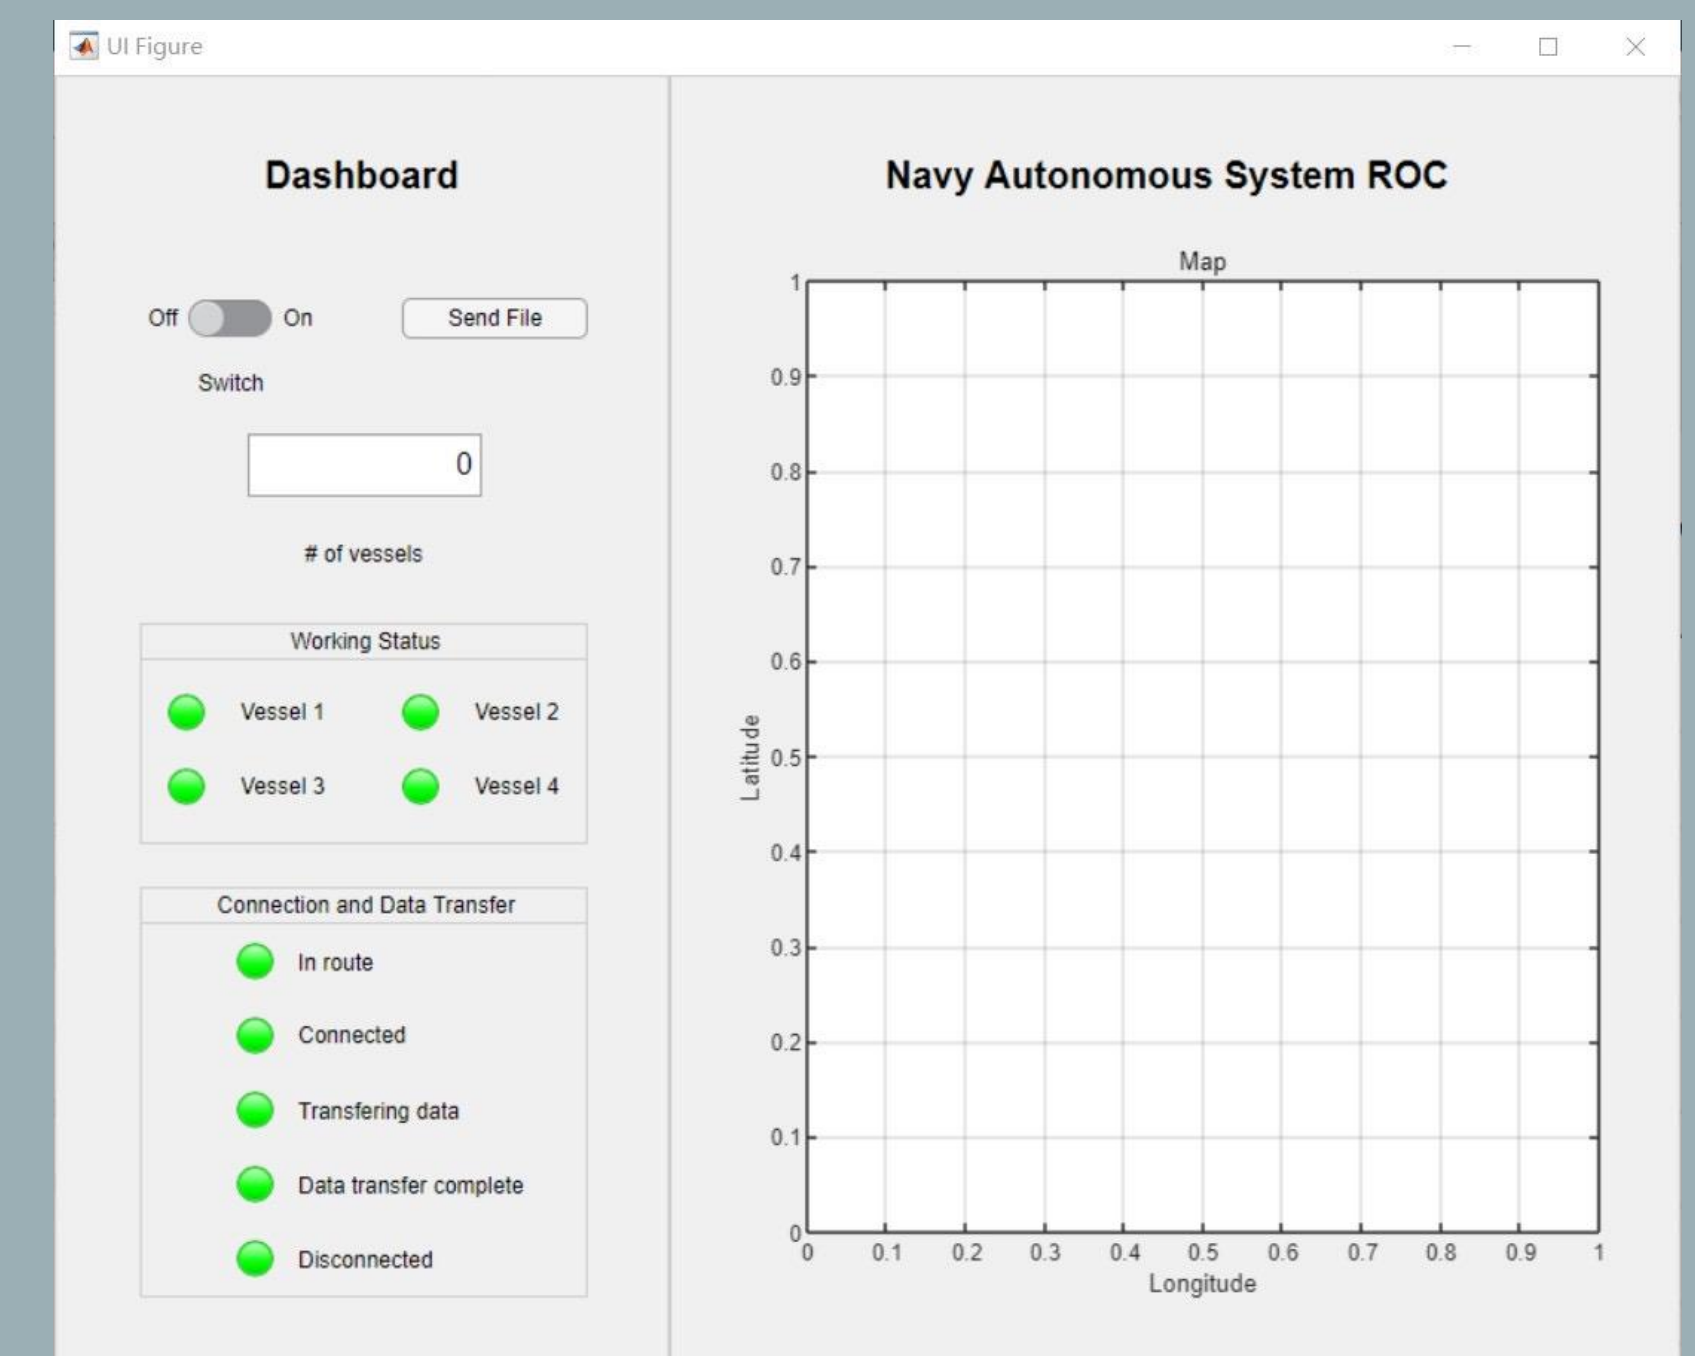 UI Figure
Dashboard
Off On Send File
Switch
0
# of vessels
Working Status
Vessel 1 Vessel 2
Vessel 3 Vessel 4
Connection and Data Transfer
In route
Connected
Transfering data
Data transfer complete
Disconnected
Navy Autonomous System ROC
Map
1
0.9
0.8
0.7
0.6
0.5
0.4
0.3
0.2
0.1
0
Latitude
0 0.1 0.2 0.3 0.4 0.5 0.6 0.7 0.8 0.9 1
Longitude